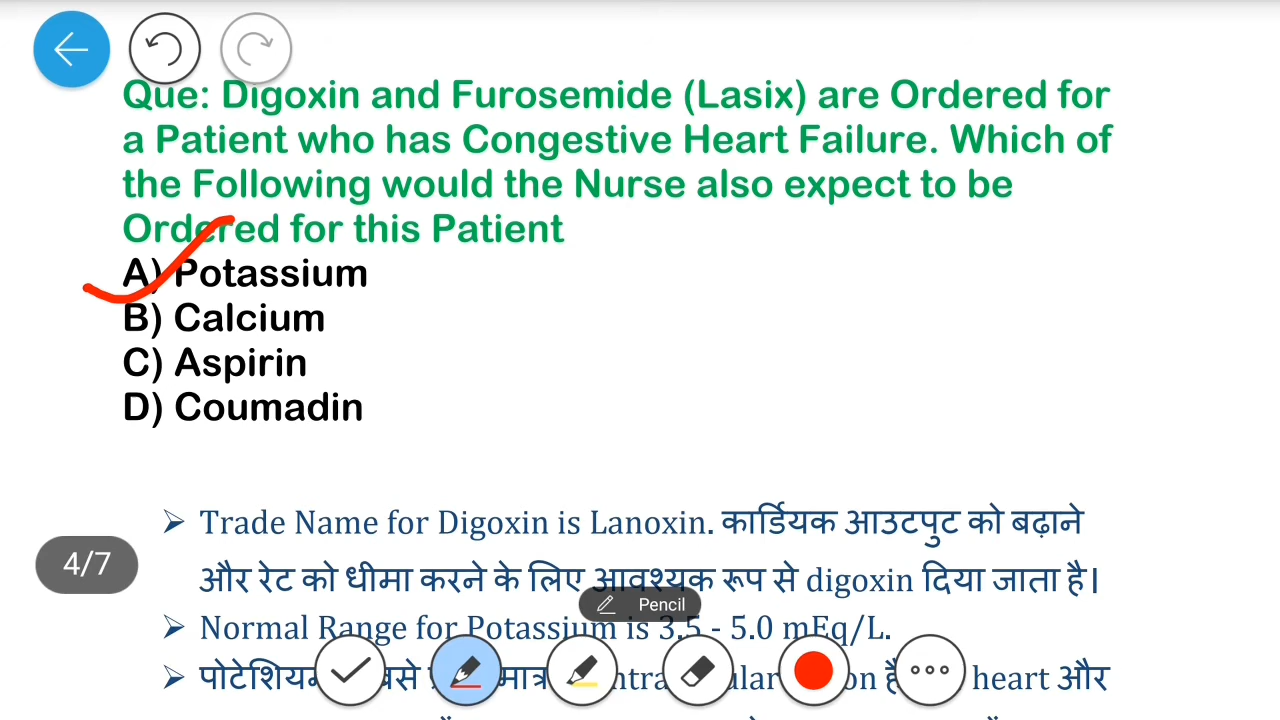 Que: Digoxin and Furosemide (Lasix) are Ordered for
a Patient who has Congestive Heart Failure. Which of
the Following would the Nurse also expect to be
Ordered for this Patient
A) Potassium
B) Calcium
C) Aspirin
D) Coumadin
➢ Trade Name for Digoxin is Lanoxin. कार्डियक आउटपुट को बढ़ाने
4/7
और रेट को धीमा करने के लिए आवश्यक रूप से digoxin दिया जाता है।
Pencil
➢ Normal Range for Potassium is 3.5 - 5.0 mEq/L.
➢ heart और